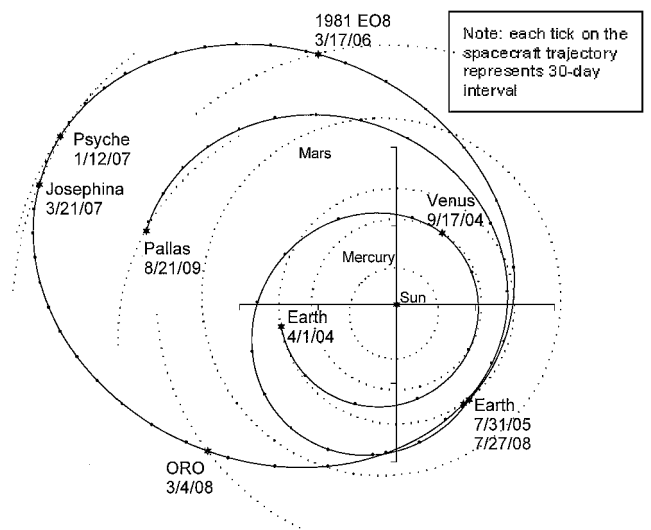 1981 EO8
3/17/06
Note: each tick on the
spacecraft trajectory
represents 30-day
interval
Psyche
1/12/07
Mars
Josephina
3/21/07
Venus
9/17/04
Pallas
8/21/09
Mercury
Sun
Earth
4/1/04
Earth
7/31/05
7/27/08
ORO
3/4/08